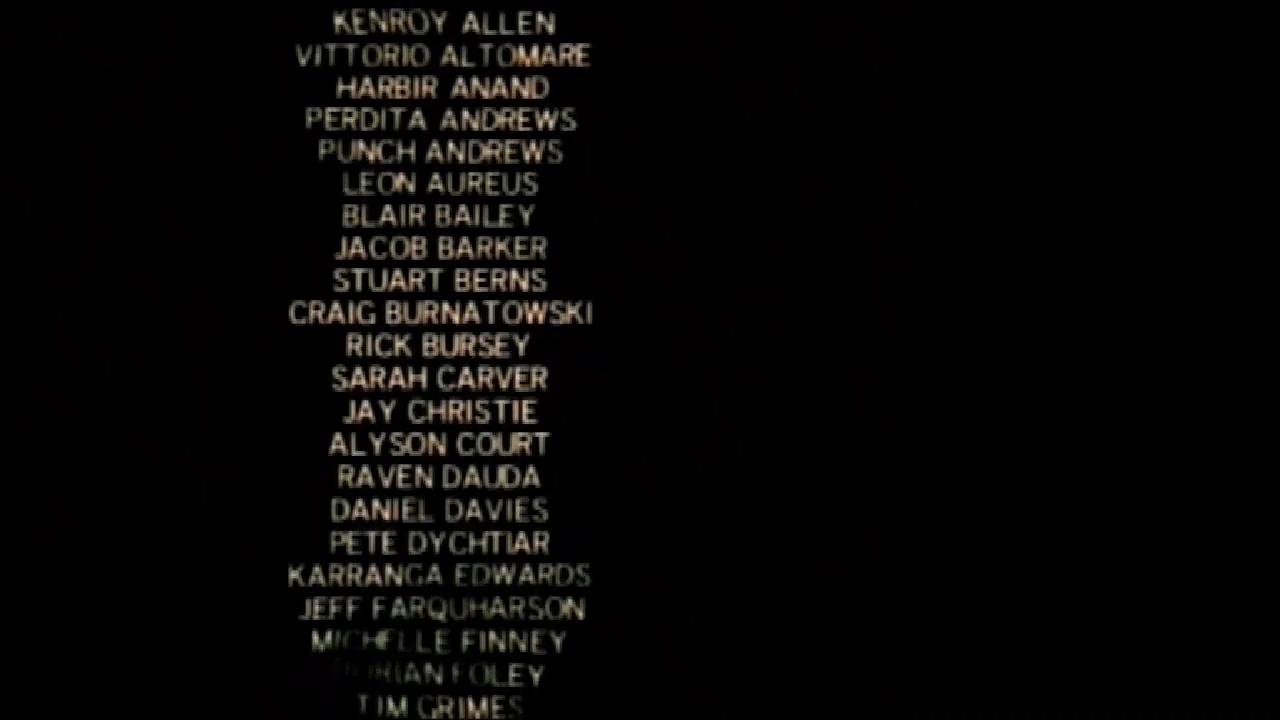 KENROY ALLEN
VITTORIO ALTOMARE
HARBIR ANAND
PERDITA ANDREWS
PUNCH ANDREWS
LEON AUREUS
BLAIR BAILEY
JACOB BARKER
STUART BERNS
CRAIG BURNATOWSKI
RICK BURSEY
SARAH CARVER
JAY CHRISTIE
ALYSON COURT
RAVEN DAUDA
DANIEL DAVIES
PETE DYCHTIAR
KARRANGA EDWARDS
JEFF FARQUHARSON
MICHELLE FINNEY
FOLEY
TIM GRIMES